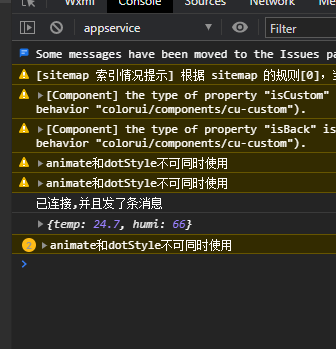 Wxml Console Sources Network
appservice Filter
Some messages have been moved to the Issues pa
[sitemap 索引情况提示] 根据 sitemap 的规则[0],
[Component] the type of property "isCustom"
behavior "colorui/components/cu-custom").
[Component] the type of property "isBack" is
behavior "colorui/components/cu-custom").
animate和dotStyle不可同时使用
animate和dotStyle不可同时使用
已连接,并且发了条消息
{temp: 24.7, humi: 66}
2 animate和dotStyle不可同时使用